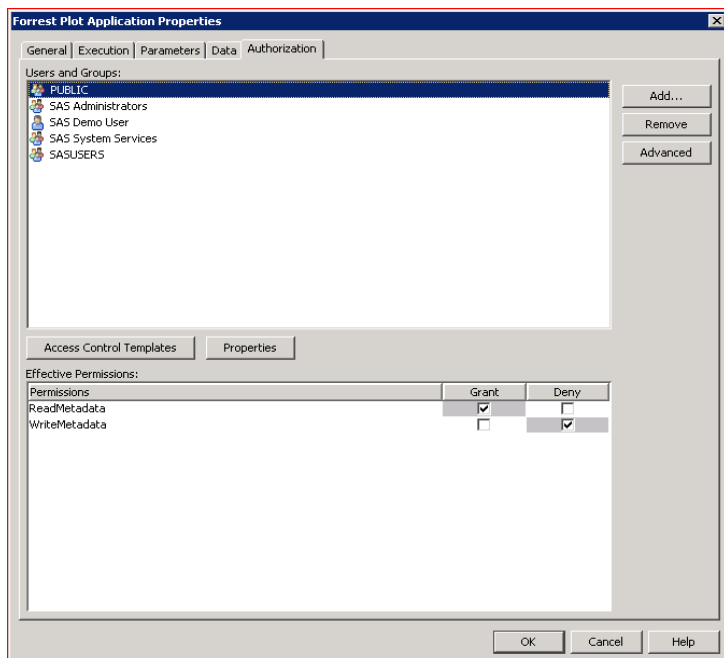 Forrest Plot Application Properties
General Execution Parameters Data Authorization
Users and Groups:
PUBLIC
SAS Administrators
SAS Demo User
SAS System Services
SASUSERS
Add...
Remove
Advanced
Access Control Templates Properties
Effective Permissions:
Permissions Grant Deny
ReadMetadata
WriteMetadata
OK Cancel Help